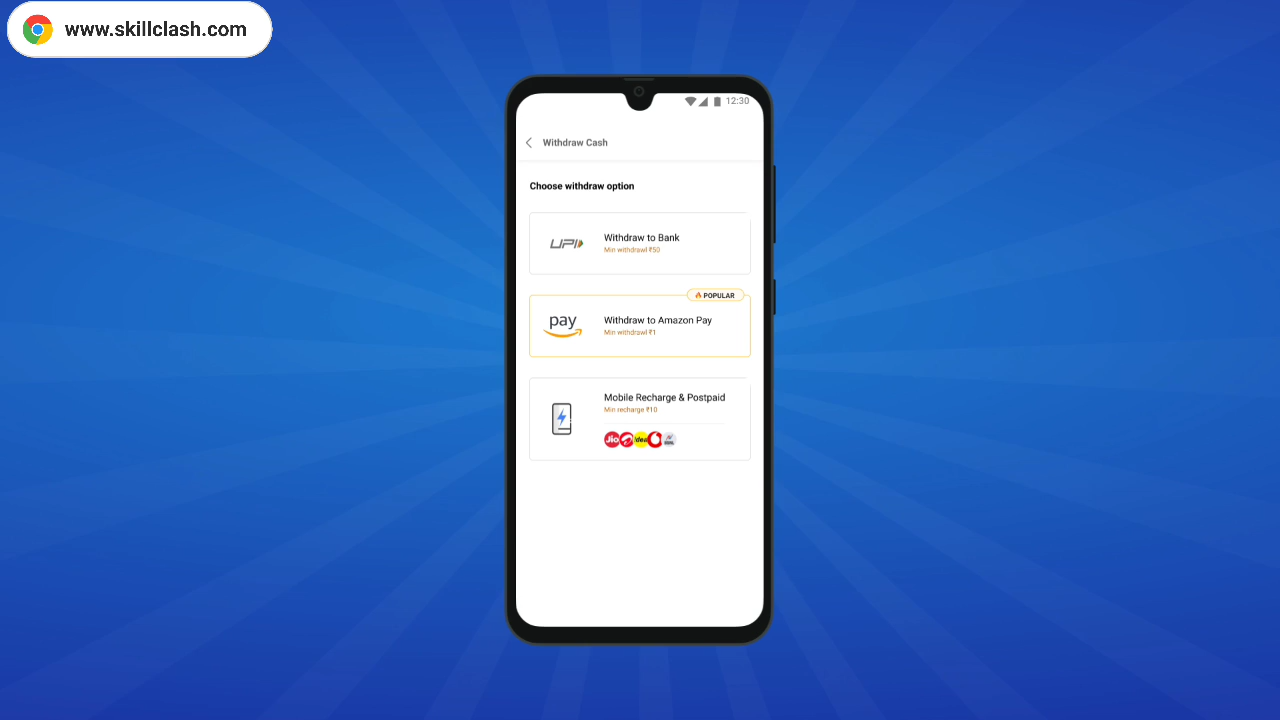 www.skillclash.com
12:30
Withdraw Cash
Choose withdraw option
UPI
Withdraw to Bank
Min withdrawl ₹50
POPULAR
pay
Withdraw to Amazon Pay
Min withdrawl ₹1
Mobile Recharge & Postpaid
Min recharge ₹10
Jio
idea